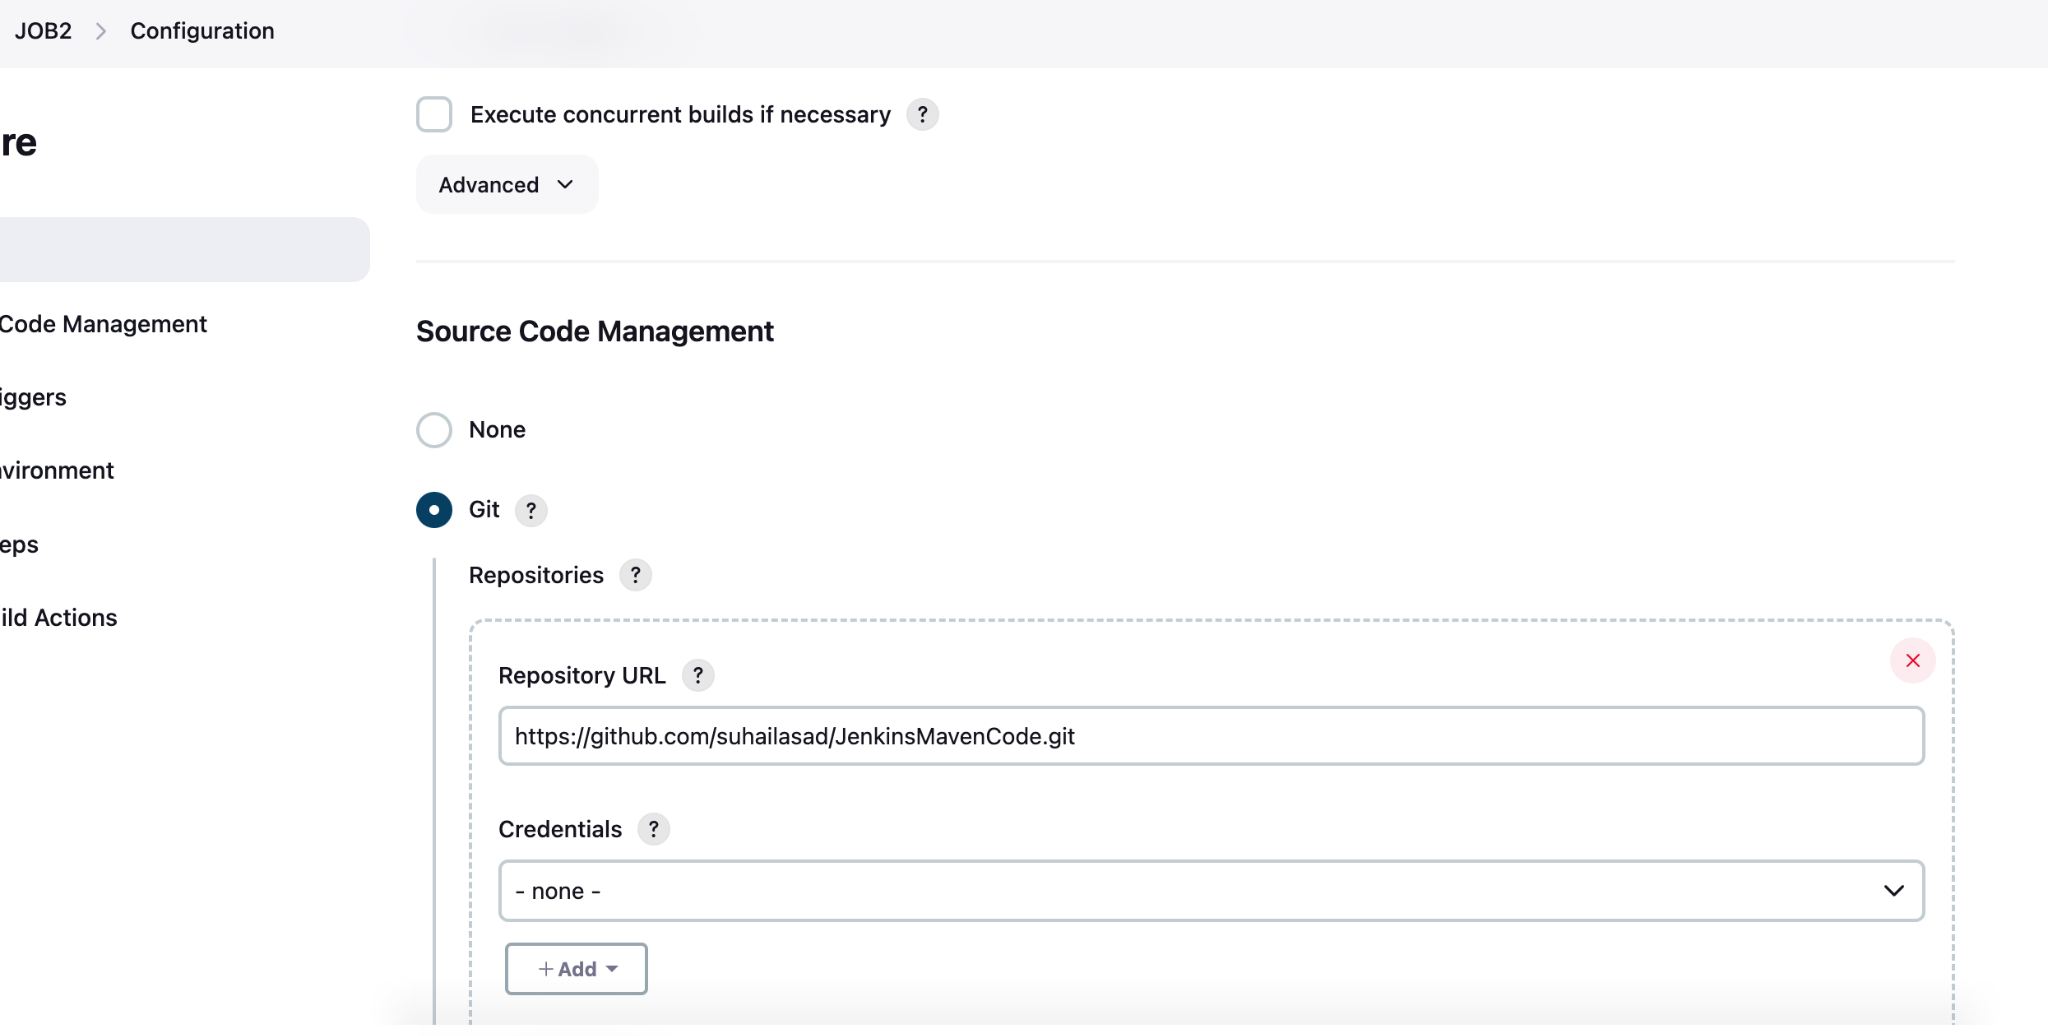 JOB2 > Configuration
re
Code Management
iggers
vironment
eps
ild Actions
Execute concurrent builds if necessary ?
Advanced
Source Code Management
None
Git ?
Repositories ?
Repository URL ?
https://github.com/suhailasad/JenkinsMavenCode.git
Credentials ?
- none -
+ Add